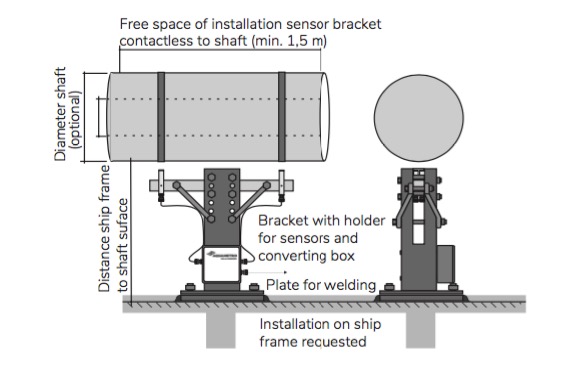 Free space of installation sensor bracket
contactless to shaft (min. 1,5 m)
Diameter shaft
(optional)
Distance ship frame
to shaft suface
Bracket with holder
for sensors and
converting box
Plate for welding
Installation on ship
frame requested